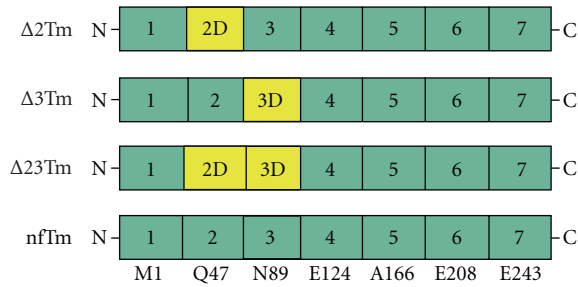 Δ2Tm N 1 2D 3 4 5 6 7 C
Δ3Tm N 1 2 3D 4 5 6 7 C
Δ23Tm N 1 2D 3D 4 5 6 7 C
nfTm N 1 2 3 4 5 6 7 C
M1 Q47 N89 E124 A166 E208 E243